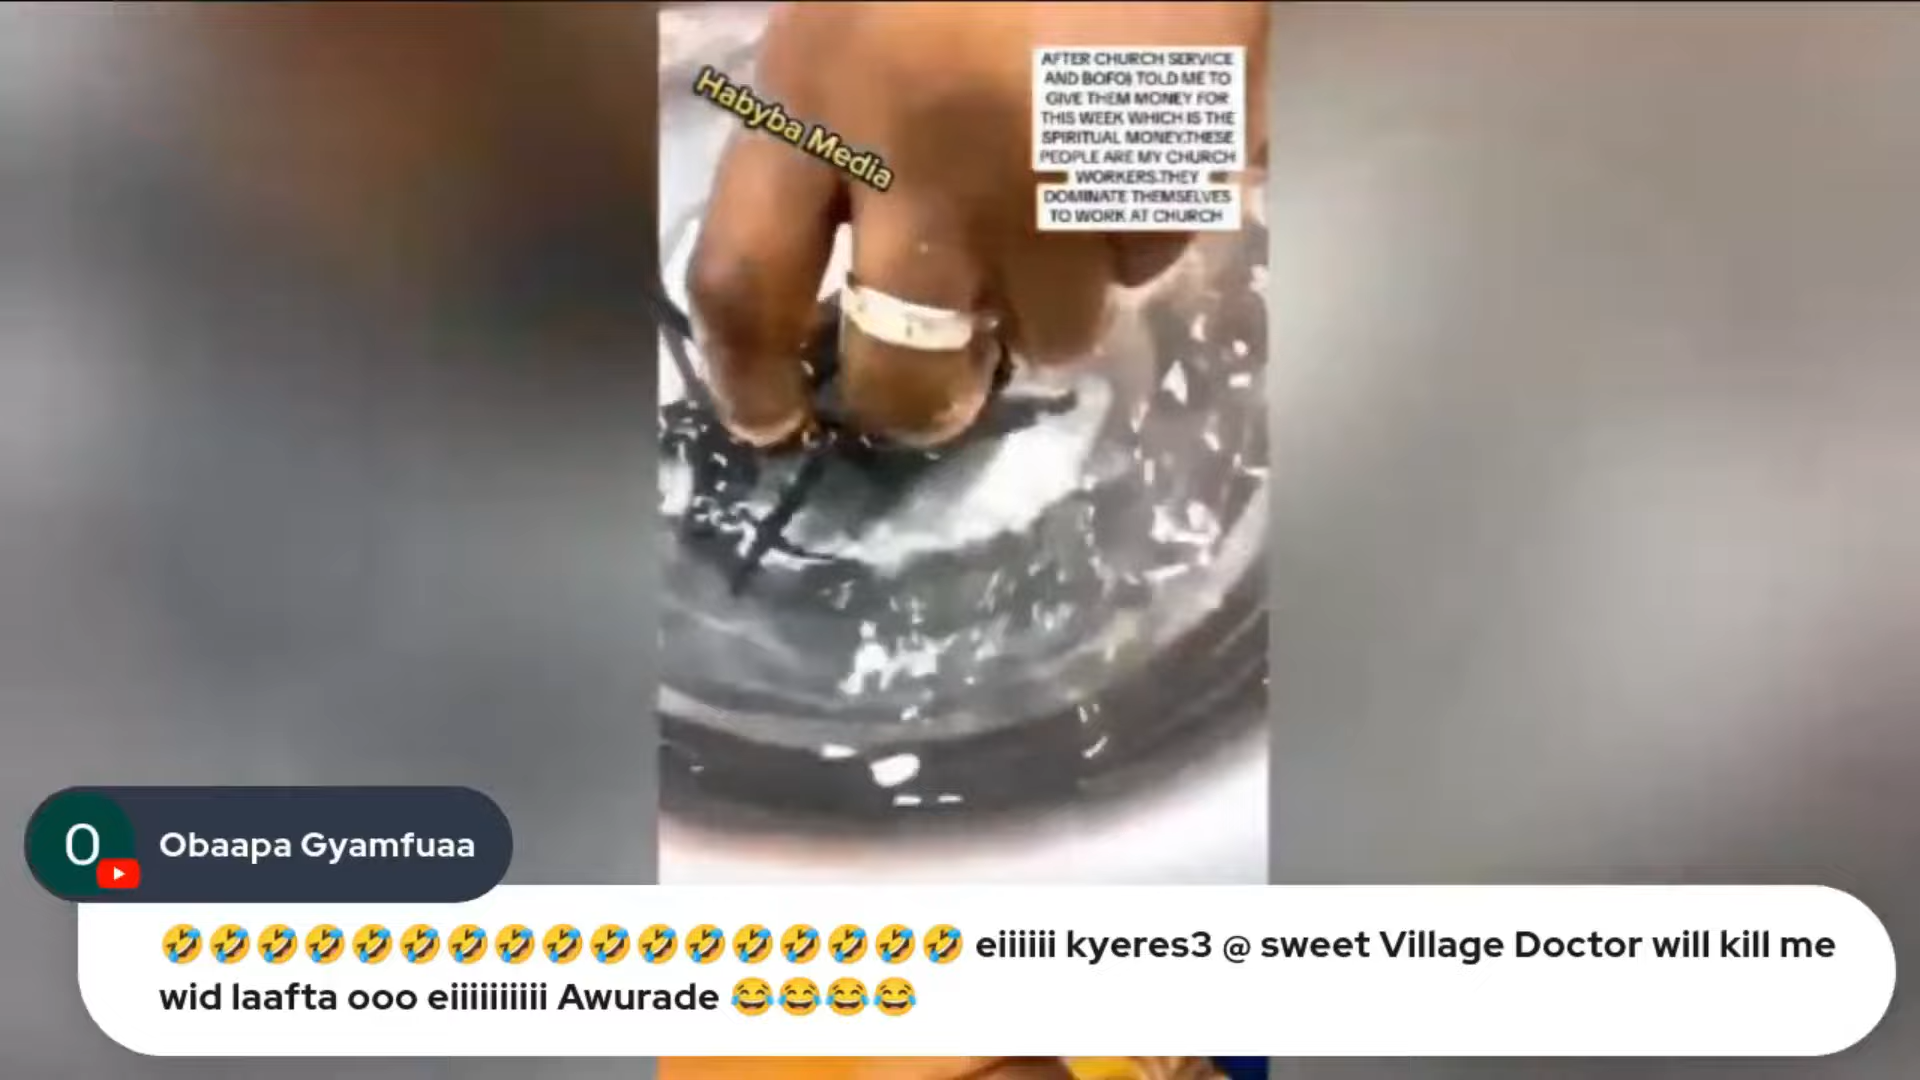 Habyba Media
AFTER CHURCH SERVICE
AND BOFO) TOLD ME TO
GIVE THEM MONEY FOR
THIS WEEK WHICH IS THE
SPIRITUAL MONEY.THESE
PEOPLE ARE MY CHURCH
WORKERS.THEY
DOMINATE THEMSELVES
TO WORK AT CHURCH
O
Obaapa Gyamfuaa
🤣🤣🤣🤣🤣🤣🤣🤣🤣🤣🤣🤣🤣🤣🤣🤣🤣 eiiiiii kyeres3 @ sweet Village Doctor will kill me
wid laafta ooo eiiiiiiiiii Awurade 😂😂😂😂